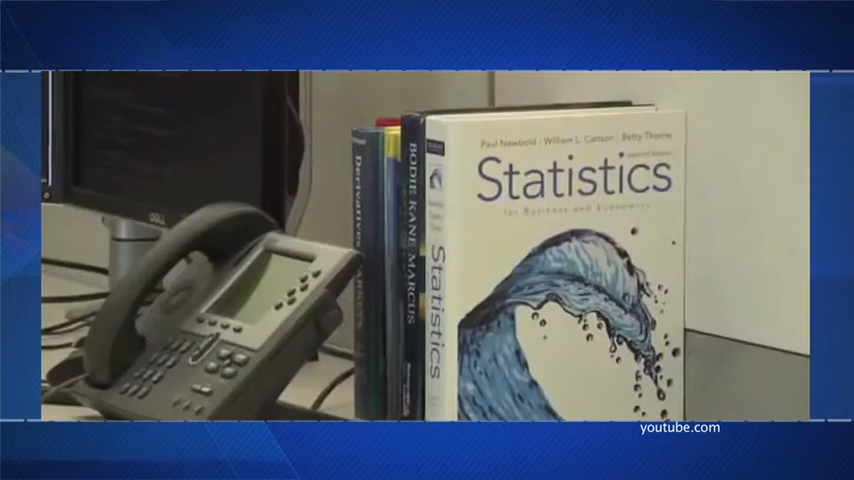 Paul Newbold | William L. Carlson | Betty Thorne
Statistics
for Business and Economics
Statistics
BODIE KANE MARCUS
Derivatives MARKETS
DELL
youtube.com